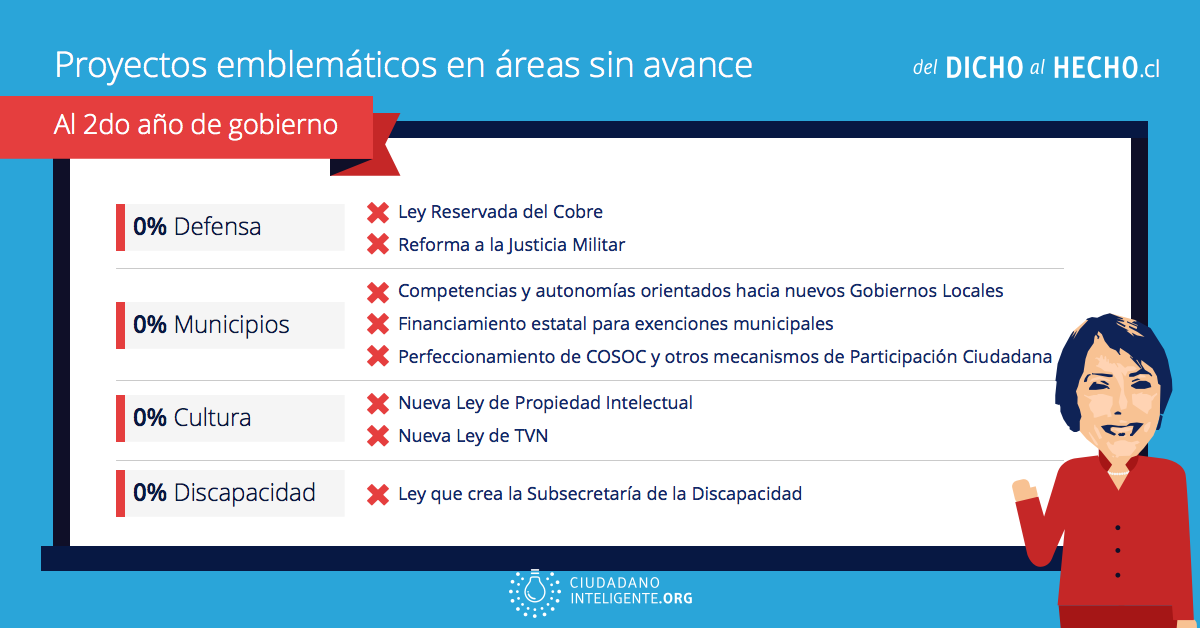 Proyectos emblemáticos en áreas sin avance
del DICHO al HECHO.cl
Al 2do año de gobierno
0% Defensa
Ley Reservada del Cobre
Reforma a la Justicia Militar
0% Municipios
Competencias y autonomías orientados hacia nuevos Gobiernos Locales
Financiamiento estatal para exenciones municipales
Perfeccionamiento de COSOC y otros mecanismos de Participación Ciudadana
0% Cultura
Nueva Ley de Propiedad Intelectual
Nueva Ley de TVN
0% Discapacidad
Ley que crea la Subsecretaría de la Discapacidad
CIUDADANO
INTELIGENTE.ORG